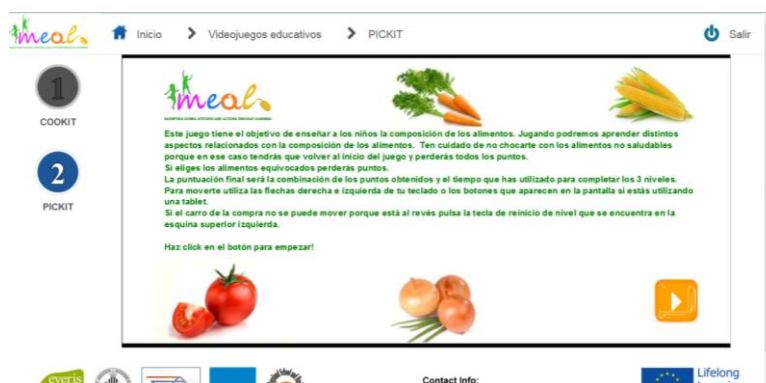 meal
Inicio > Videojuegos educativos > PICKIT
Salir
1
COOKIT
2
PICKIT
meal
Este juego tiene el objetivo de enseñar a los niños la composición de los alimentos. Jugando podremos aprender distintos
aspectos relacionados con la composición de los alimentos. Ten cuidado de no chocarte con los alimentos no saludables
porque en ese caso tendrás que volver al inicio del juego y perderás todos los puntos.
Si eliges los alimentos equivocados perderás puntos.
La puntuación final será la combinación de los puntos obtenidos y el tiempo que has utilizado para completar los 3 niveles.
Para moverte utiliza las flechas derecha e izquierda de tu teclado o los botones que aparecen en la pantalla si estás utilizando
una tablet.
Si el carro de la compra no se puede mover porque está al revés pulsa la tecla de reinicio de nivel que se encuentra en la
esquina superior izquierda.
Haz click en el botón para empezar!
everis
Contact Info:
Lifelong